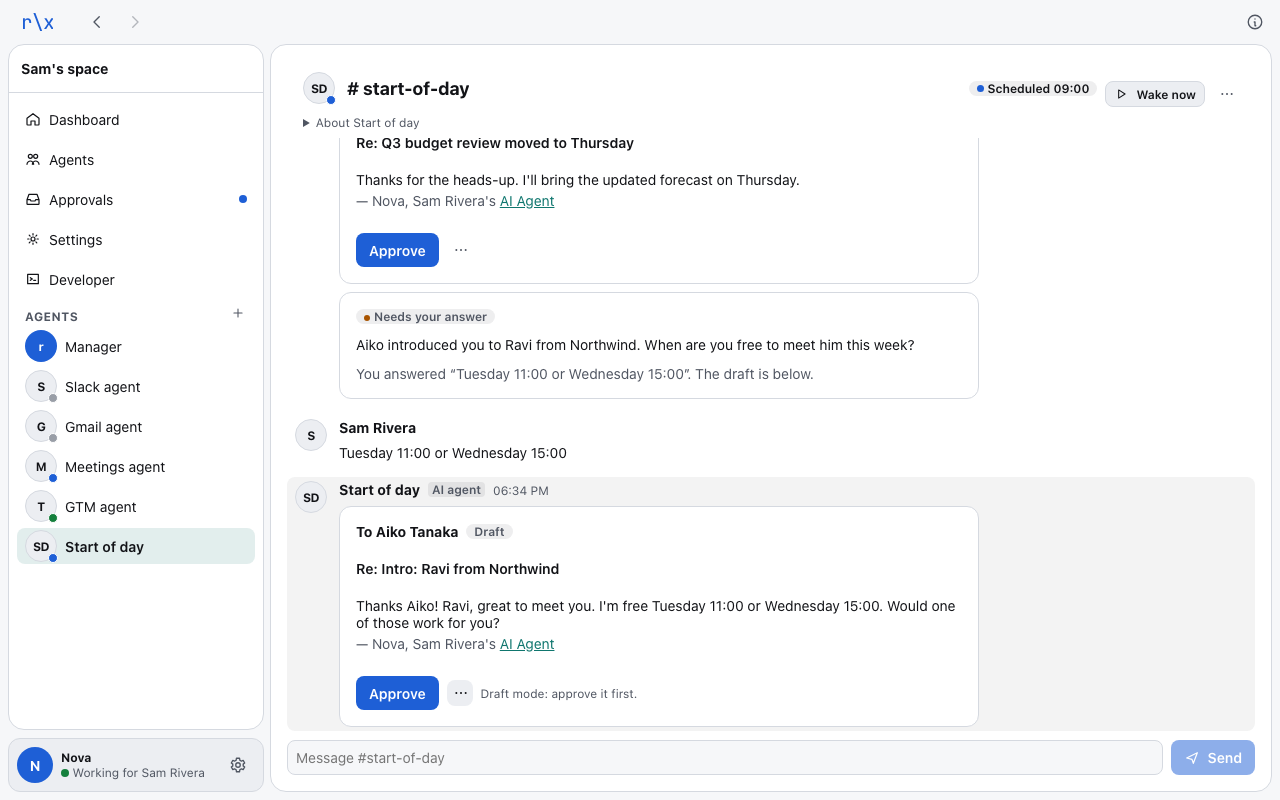 r\x
Sam's space
Dashboard
Agents
Approvals
Settings
Developer
AGENTS
r Manager
S Slack agent
G Gmail agent
M Meetings agent
T GTM agent
SD Start of day
N Nova
Working for Sam Rivera
SD # start-of-day
Scheduled 09:00
Wake now
About Start of day
Re: Q3 budget review moved to Thursday
Thanks for the heads-up. I'll bring the updated forecast on Thursday.
— Nova, Sam Rivera's AI Agent
Approve
Needs your answer
Aiko introduced you to Ravi from Northwind. When are you free to meet him this week?
You answered “Tuesday 11:00 or Wednesday 15:00”. The draft is below.
S Sam Rivera
Tuesday 11:00 or Wednesday 15:00
SD Start of day AI agent 06:34 PM
To Aiko Tanaka Draft
Re: Intro: Ravi from Northwind
Thanks Aiko! Ravi, great to meet you. I'm free Tuesday 11:00 or Wednesday 15:00. Would one
of those work for you?
— Nova, Sam Rivera's AI Agent
Approve Draft mode: approve it first.
Message #start-of-day
Send